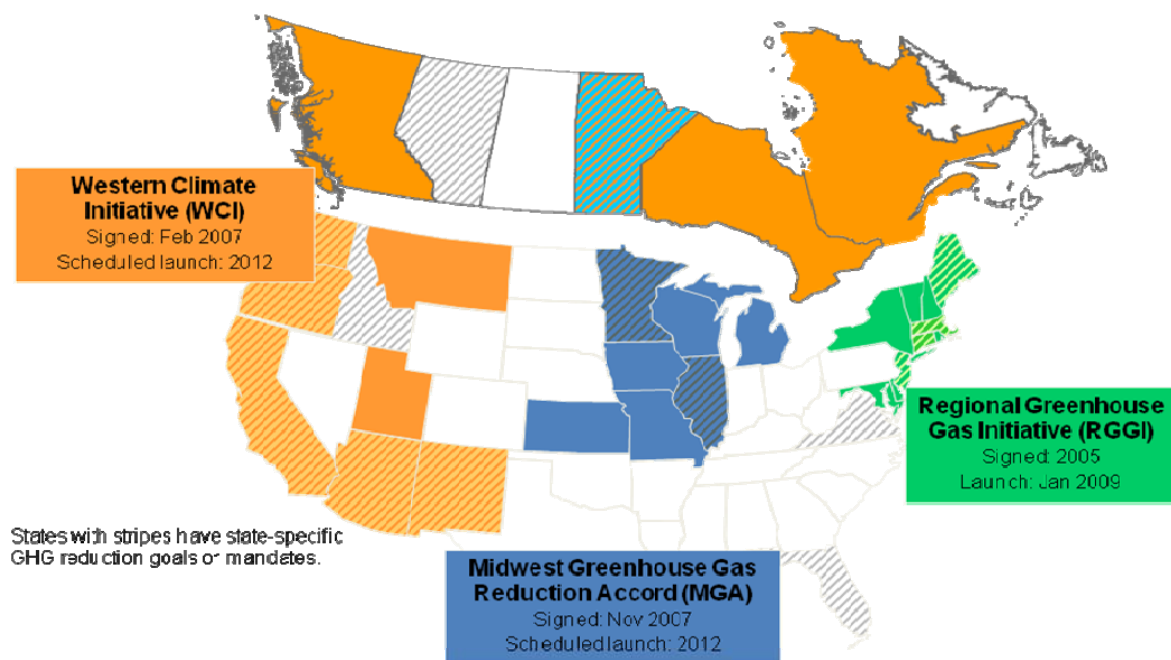 Western Climate
Initiative (WCI)
Signed: Feb 2007
Scheduled launch: 2012
Regional Greenhouse
Gas Initiative (RGGI)
Signed: 2005
Launch: Jan 2009
States with stripes have state-specific
GHG reduction goals or mandates.
Midwest Greenhouse Gas
Reduction Accord (MGA)
Signed: Nov 2007
Scheduled launch: 2012